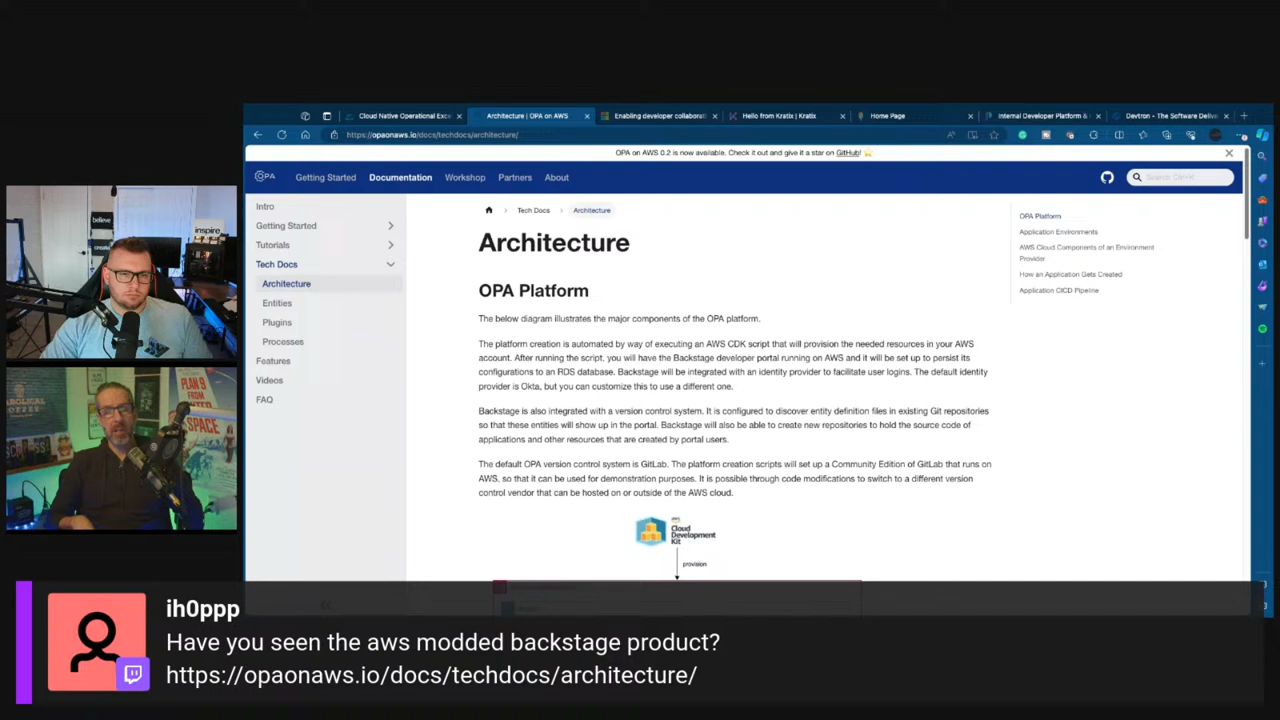 Cloud Native Operational Exce
Architecture | OPA on AWS
Enabling developer collaborati
Hello from Kratix | Kratix
Home Page
Internal Developer Platform &
Devtron - The Software Delive
https://opaonaws.io/docs/techdocs/architecture/
OPA on AWS 0.2 is now available. Check it out and give it a star on GitHub! ⭐
OPA
Getting Started
Documentation
Workshop
Partners
About
Search Ctrl+K
Intro
Getting Started
Tutorials
Tech Docs
Architecture
Entities
Plugins
Processes
Features
Videos
FAQ
Tech Docs
Architecture
Architecture
OPA Platform
The below diagram illustrates the major components of the OPA platform.
The platform creation is automated by way of executing an AWS CDK script that will provision the needed resources in your AWS
account. After running the script, you will have the Backstage developer portal running on AWS and it will be set up to persist its
configurations to an RDS database. Backstage will be integrated with an identity provider to facilitate user logins. The default identity
provider is Okta, but you can customize this to use a different one.
Backstage is also integrated with a version control system. It is configured to discover entity definition files in existing Git repositories
so that these entities will show up in the portal. Backstage will also be able to create new repositories to hold the source code of
applications and other resources that are created by portal users.
The default OPA version control system is GitLab. The platform creation scripts will set up a Community Edition of GitLab that runs on
AWS, so that it can be used for demonstration purposes. It is possible through code modifications to switch to a different version
control vendor that can be hosted on or outside of the AWS cloud.
aws
Cloud
Development
Kit
provision
OPA Platform
Application Environments
AWS Cloud Components of an Environment
Provider
How an Application Gets Created
Application CICD Pipeline
believe
inspire
PLAN 9
SPACE
ih0ppp
Have you seen the aws modded backstage product?
https://opaonaws.io/docs/techdocs/architecture/